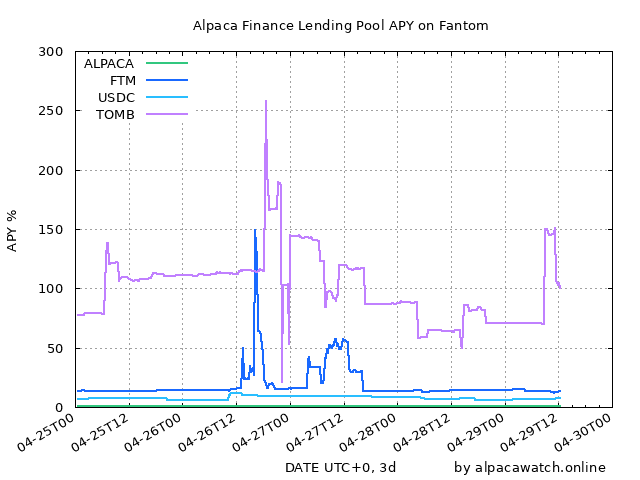 Alpaca Finance Lending Pool APY on Fantom
300
250
200
150
100
50
0
APY %
ALPACA
FTM
USDC
TOMB
04-25T00
04-25T12
04-26T00
04-26T12
04-27T00
04-27T12
04-28T00
04-28T12
04-29T00
04-29T12
04-30T00
DATE UTC+0, 3d
by alpacawatch.online